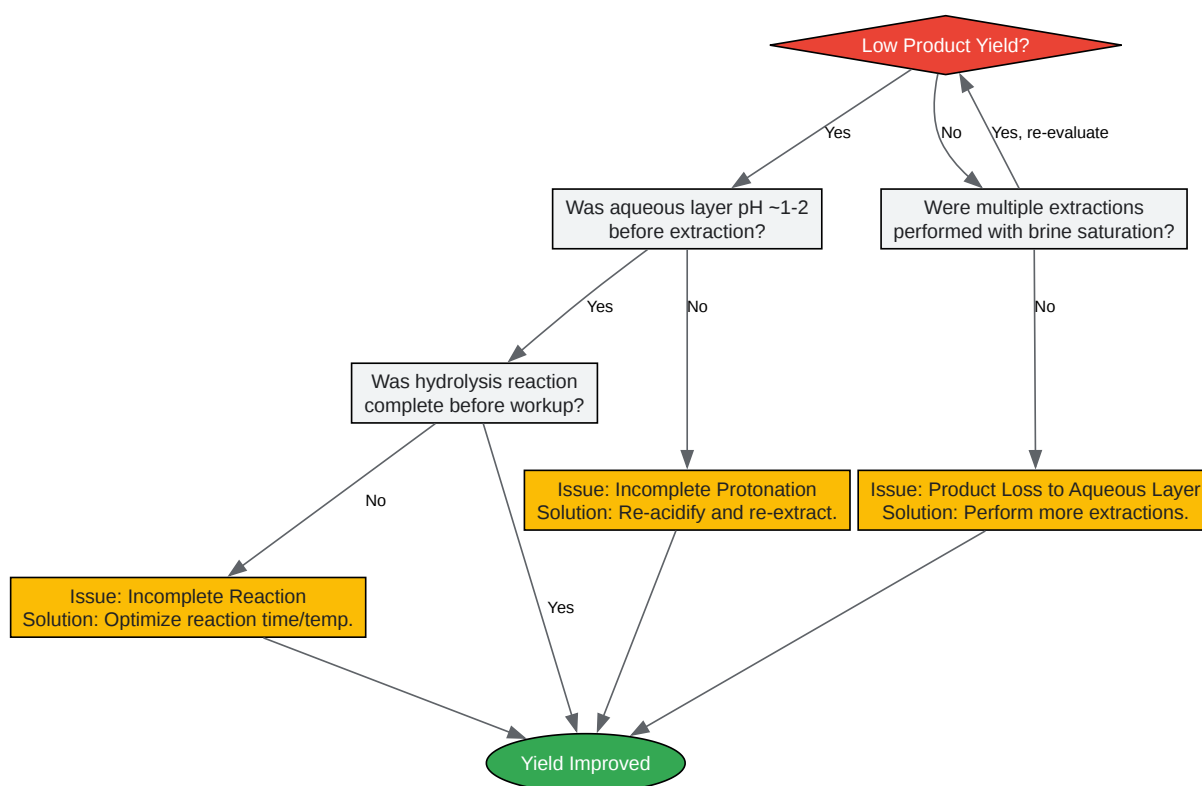 Low Product Yield?
Yes
No
Yes, re-evaluate
Was aqueous layer pH ~1-2
before extraction?
Were multiple extractions
performed with brine saturation?
Yes
No
No
Was hydrolysis reaction
complete before workup?
No
Issue: Incomplete Protonation
Solution: Re-acidify and re-extract.
Issue: Product Loss to Aqueous Layer
Solution: Perform more extractions.
Issue: Incomplete Reaction
Solution: Optimize reaction time/temp.
Yes
Yield Improved